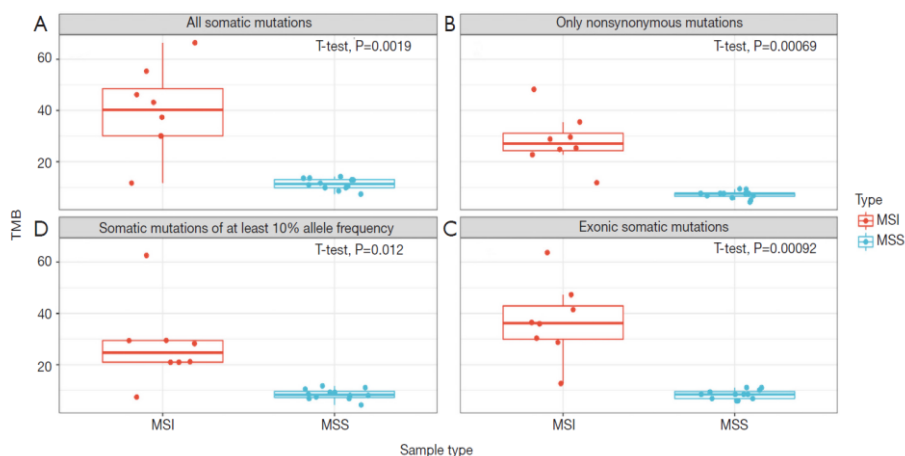 A
All somatic mutations
T-test, P=0.0019
B
Only nonsynonymous mutations
T-test, P=0.00069
60
40
20
D
Somatic mutations of at least 10% allele frequency
T-test, P=0.012
C
Exonic somatic mutations
T-test, P=0.00092
60
40
20
TMB
MSI
MSS
MSI
MSS
Sample type
Type
MSI
MSS